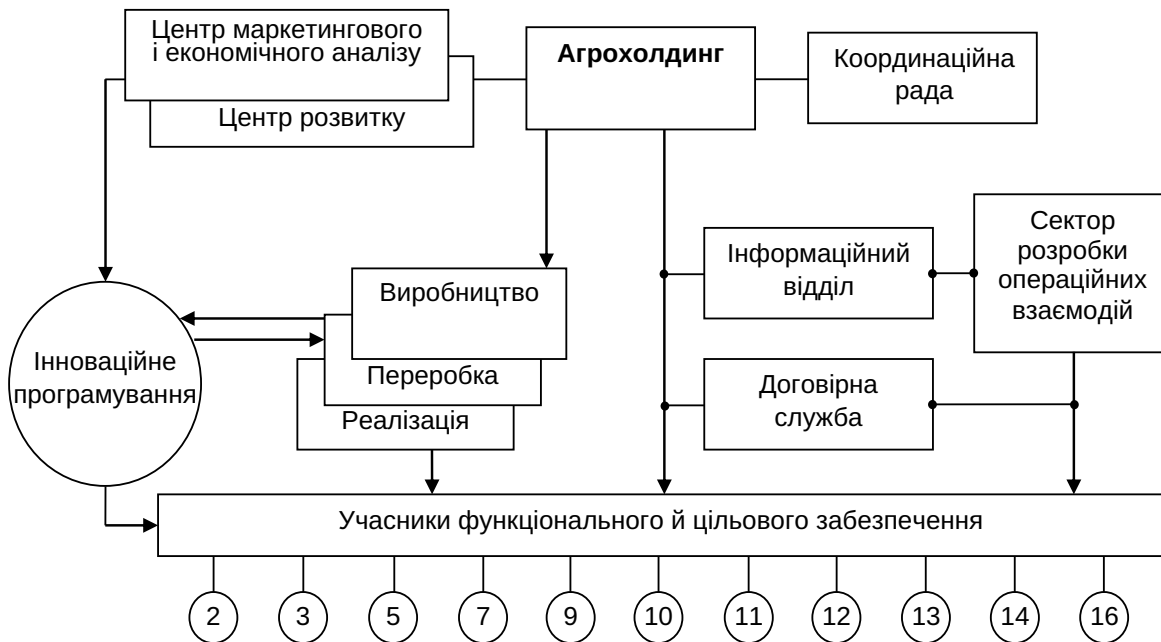 Центр маркетингового
і економічного аналізу
Центр розвитку
Агрохолдинг
Координаційна
рада
Інформаційний
відділ
Сектор
розробки
операційних
взаємодій
Виробництво
Переробка
Реалізація
Інноваційне
програмування
Договірна
служба
Учасники функціонального й цільового забезпечення
2 3 5 7 9 10 11 12 13 14 16